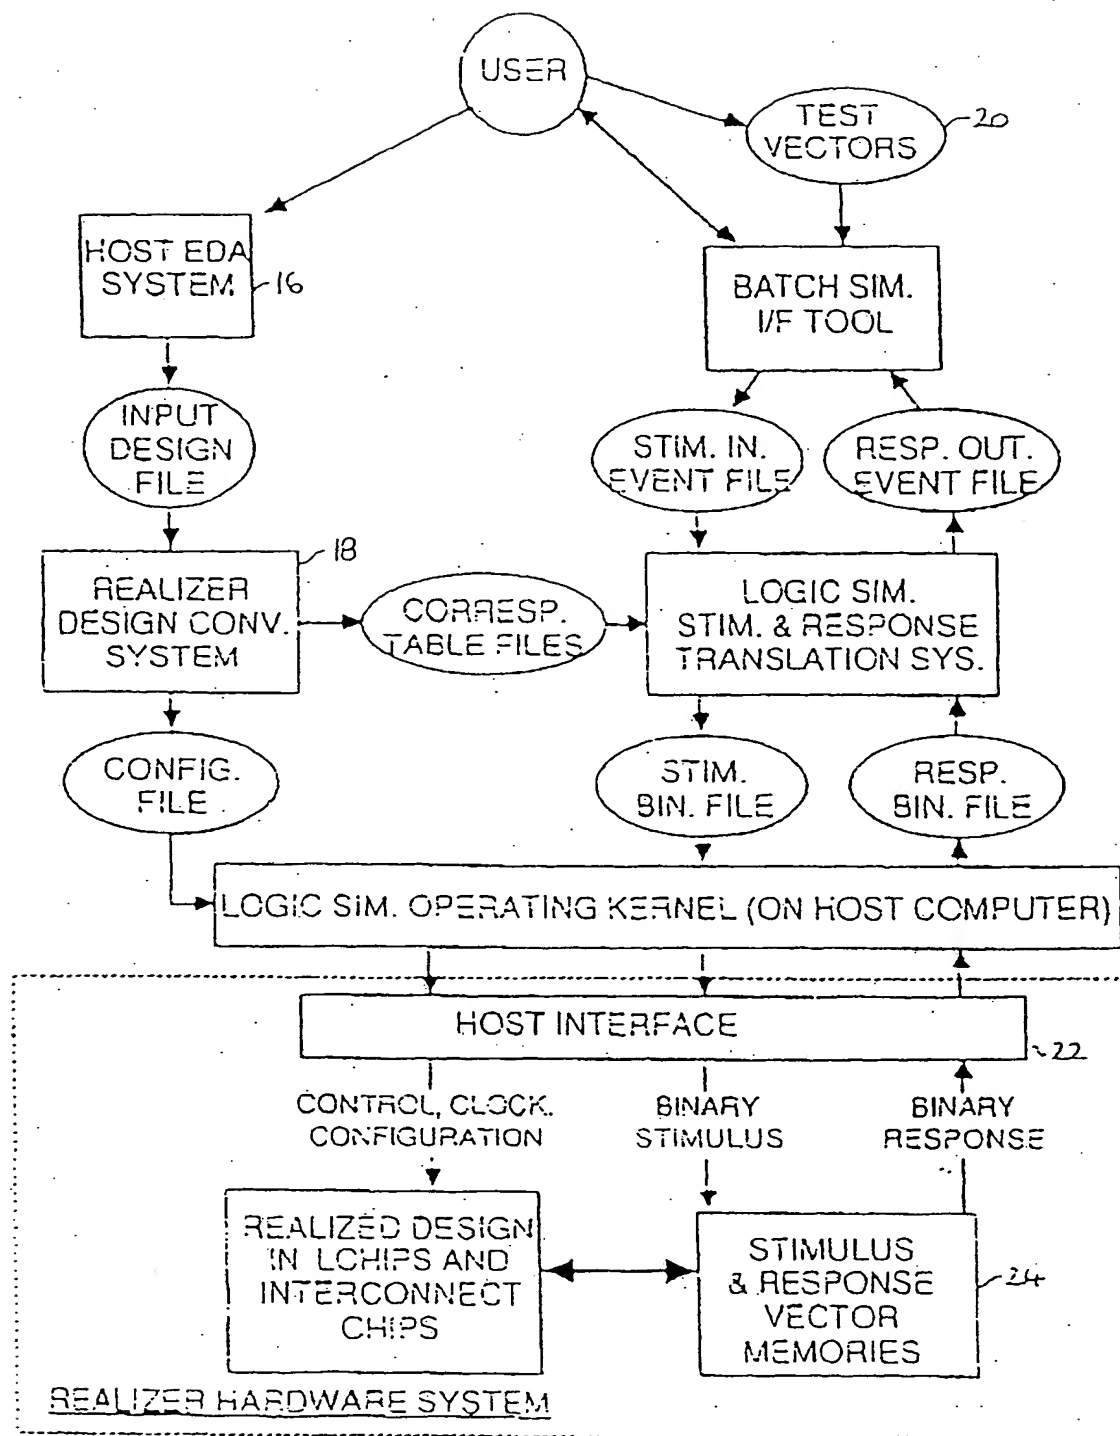 USER
TEST
VECTORS
20
HOST EDA
SYSTEM
16
BATCH SIM.
I/F TOOL
INPUT
DESIGN
FILE
STIM. IN.
EVENT FILE
RESP. OUT.
EVENT FILE
18
REALIZER
DESIGN CONV.
SYSTEM
CORRESP.
TABLE FILES
LOGIC SIM.
STIM. & RESPONSE
TRANSLATION SYS.
CONFIG.
FILE
STIM.
BIN. FILE
RESP.
BIN. FILE
LOGIC SIM. OPERATING KERNEL (ON HOST COMPUTER)
HOST INTERFACE
22
CONTROL, CLOCK.
CONFIGURATION
BINARY
STIMULUS
BINARY
RESPONSE
REALIZED DESIGN
IN LCHIPS AND
INTERCONNECT
CHIPS
STIMULUS
& RESPONSE
VECTOR
MEMORIES
24
REALIZER HARDWARE SYSTEM